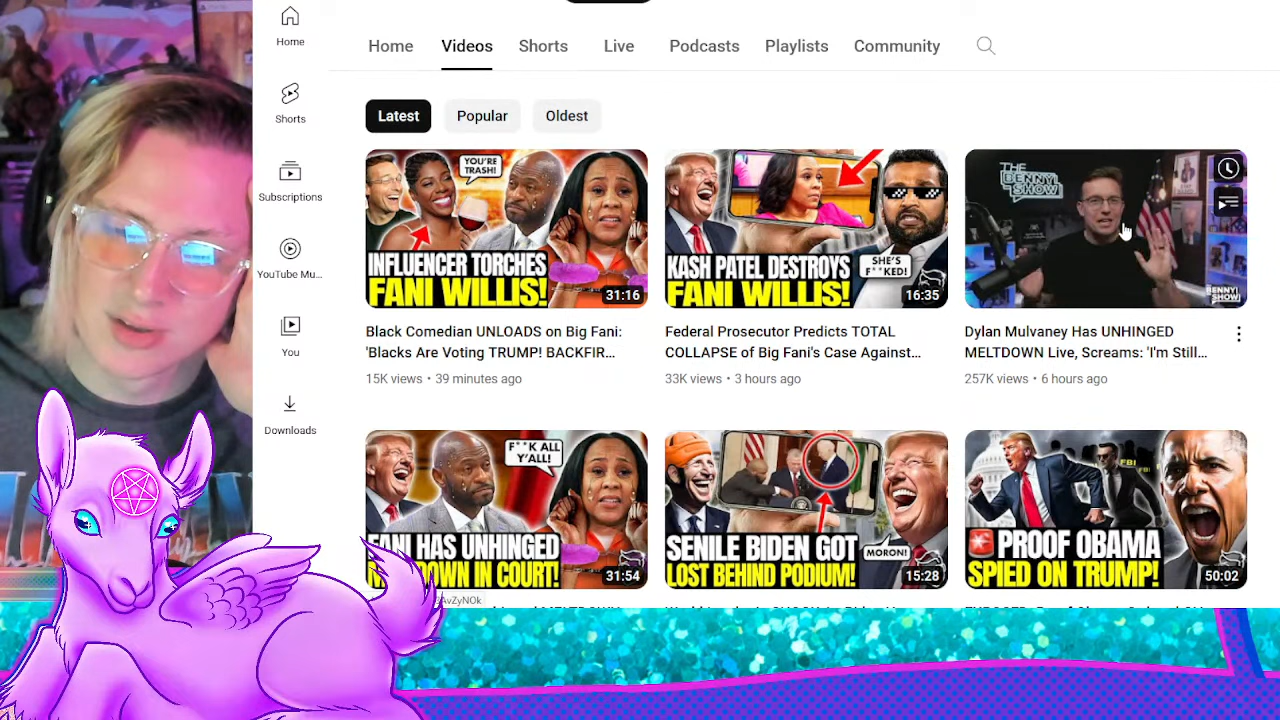 Home
Videos
Shorts
Live
Podcasts
Playlists
Community
Home
Shorts
Subscriptions
YouTube Mu...
You
Downloads
Latest
Popular
Oldest
YOU'RE
TRASH!
INFLUENCER TORCHES
FANI WILLIS!
31:16
Black Comedian UNLOADS on Big Fani:
'Blacks Are Voting TRUMP! BACKFIR...
15K views • 39 minutes ago
SHE'S
F**KED!
KASH PATEL DESTROYS
FANI WILLIS!
16:35
Federal Prosecutor Predicts TOTAL
COLLAPSE of Big Fani's Case Against...
33K views • 3 hours ago
THE
BENNY
SHOW
BENNY
SHOW
Dylan Mulvaney Has UNHINGED
MELTDOWN Live, Screams: 'I'm Still...
257K views • 6 hours ago
F**K ALL
Y'ALL!
FANI HAS UNHINGED
DOWN IN COURT!
31:54
MORON!
SENILE BIDEN GOT
LOST BEHIND PODIUM!
15:28
FBI
FBI
PROOF OBAMA
SPIED ON TRUMP!
50:02